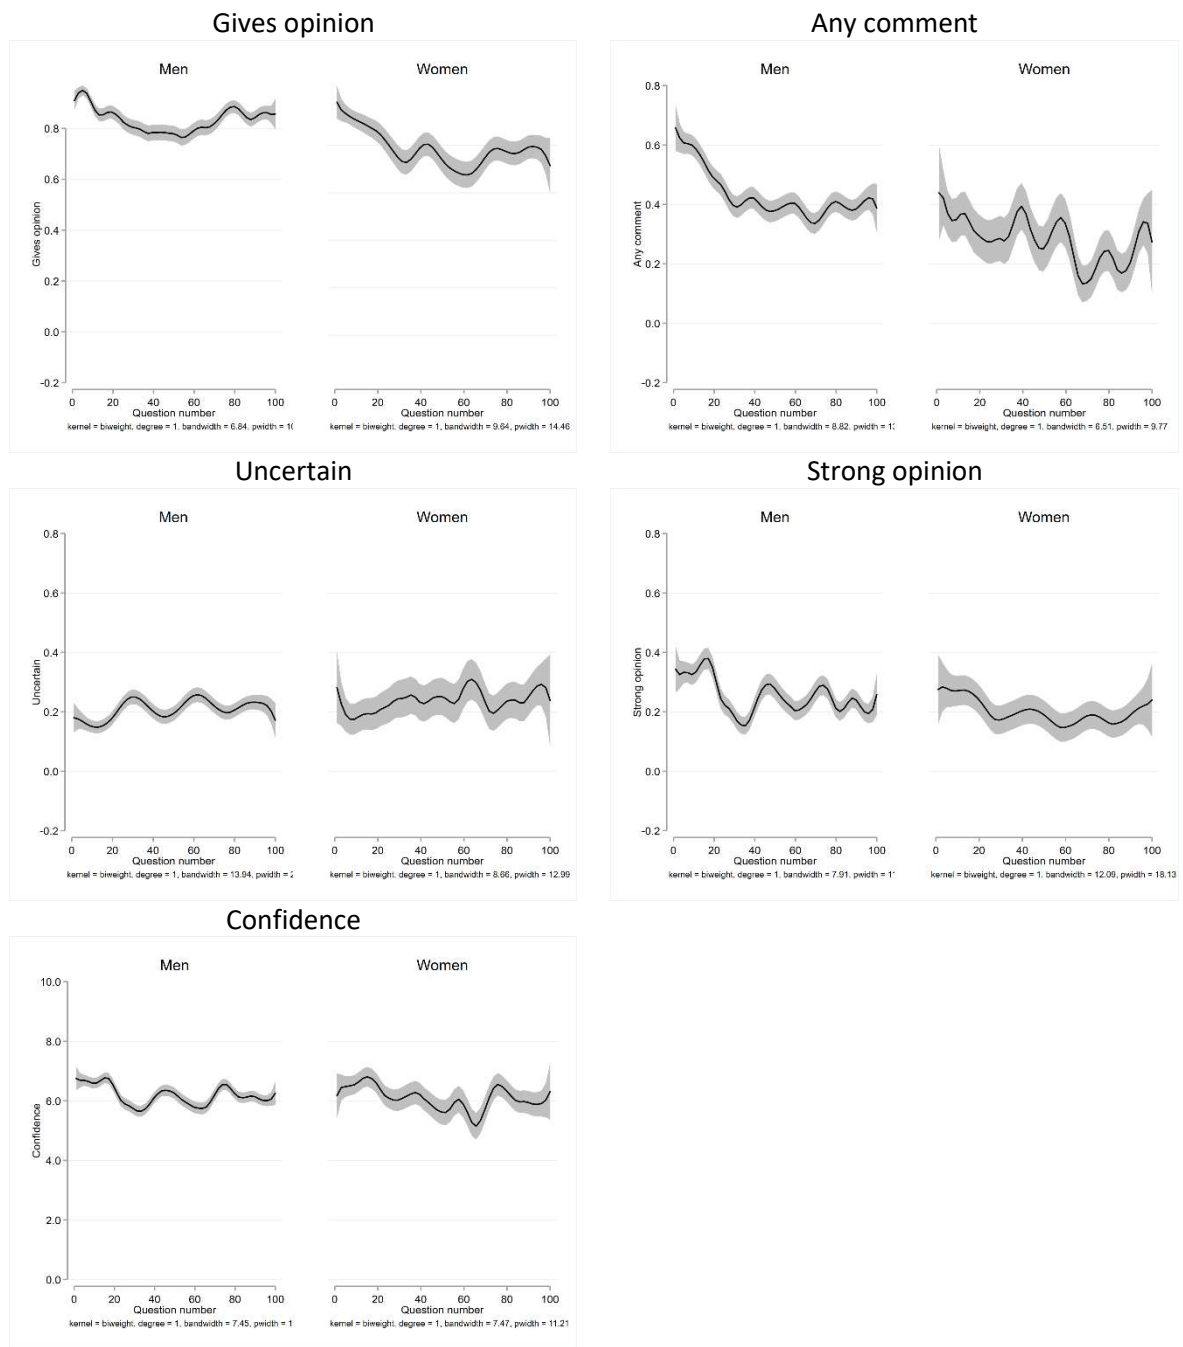 Gives opinion
Men
Women
Gives opinion
0.8
0.6
0.4
0.2
0.0
-0.2
0 20 40 60 80 100
Question number
kernel = biweight, degree = 1, bandwidth = 6.84, pwidth = 10
0 20 40 60 80 100
Question number
kernel = biweight, degree = 1, bandwidth = 9.64, pwidth = 14.46
Any comment
Men
Women
Any comment
0.8
0.6
0.4
0.2
0.0
-0.2
0 20 40 60 80 100
Question number
kernel = biweight, degree = 1, bandwidth = 8.82, pwidth = 13
0 20 40 60 80 100
Question number
kernel = biweight, degree = 1, bandwidth = 6.51, pwidth = 9.77
Uncertain
Men
Women
Uncertain
0.8
0.6
0.4
0.2
0.0
-0.2
0 20 40 60 80 100
Question number
kernel = biweight, degree = 1, bandwidth = 13.94, pwidth = 2
0 20 40 60 80 100
Question number
kernel = biweight, degree = 1, bandwidth = 8.66, pwidth = 12.99
Strong opinion
Men
Women
Strong opinion
0.8
0.6
0.4
0.2
0.0
-0.2
0 20 40 60 80 100
Question number
kernel = biweight, degree = 1, bandwidth = 7.91, pwidth = 11
0 20 40 60 80 100
Question number
kernel = biweight, degree = 1, bandwidth = 12.09, pwidth = 18.13
Confidence
Men
Women
Confidence
10.0
8.0
6.0
4.0
2.0
0.0
0 20 40 60 80 100
Question number
kernel = biweight, degree = 1, bandwidth = 7.45, pwidth = 1
0 20 40 60 80 100
Question number
kernel = biweight, degree = 1, bandwidth = 7.47, pwidth = 11.21